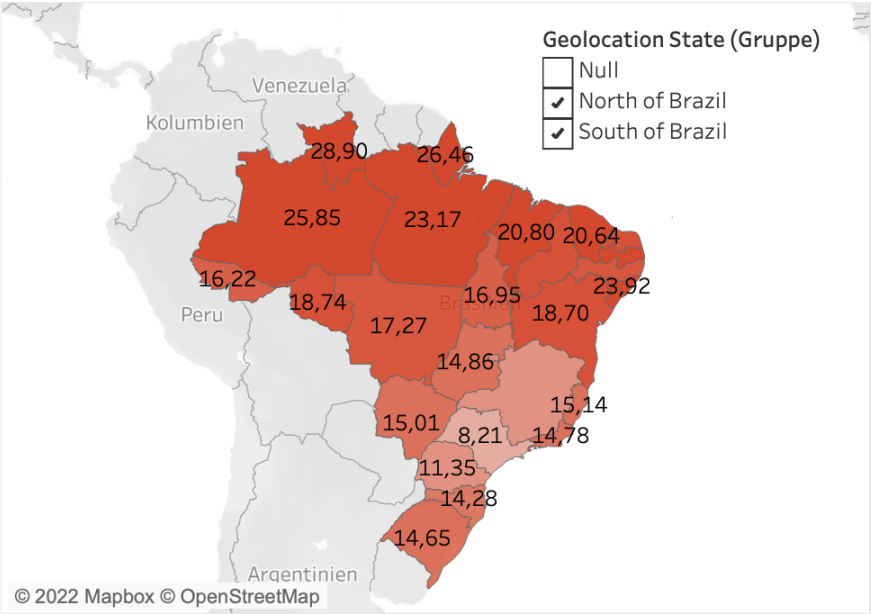 Geolocation State (Gruppe)
Null
North of Brazil
South of Brazil
Venezuela
Kolumbien
28,90
26,46
25,85
23,17
20,80
20,64
16,22
23,92
18,74
16,95
Peru
18,70
17,27
14,86
15,14
15,01
8,21
14,78
11,35
14,28
14,65
Argentinien
© 2022 Mapbox © OpenStreetMap